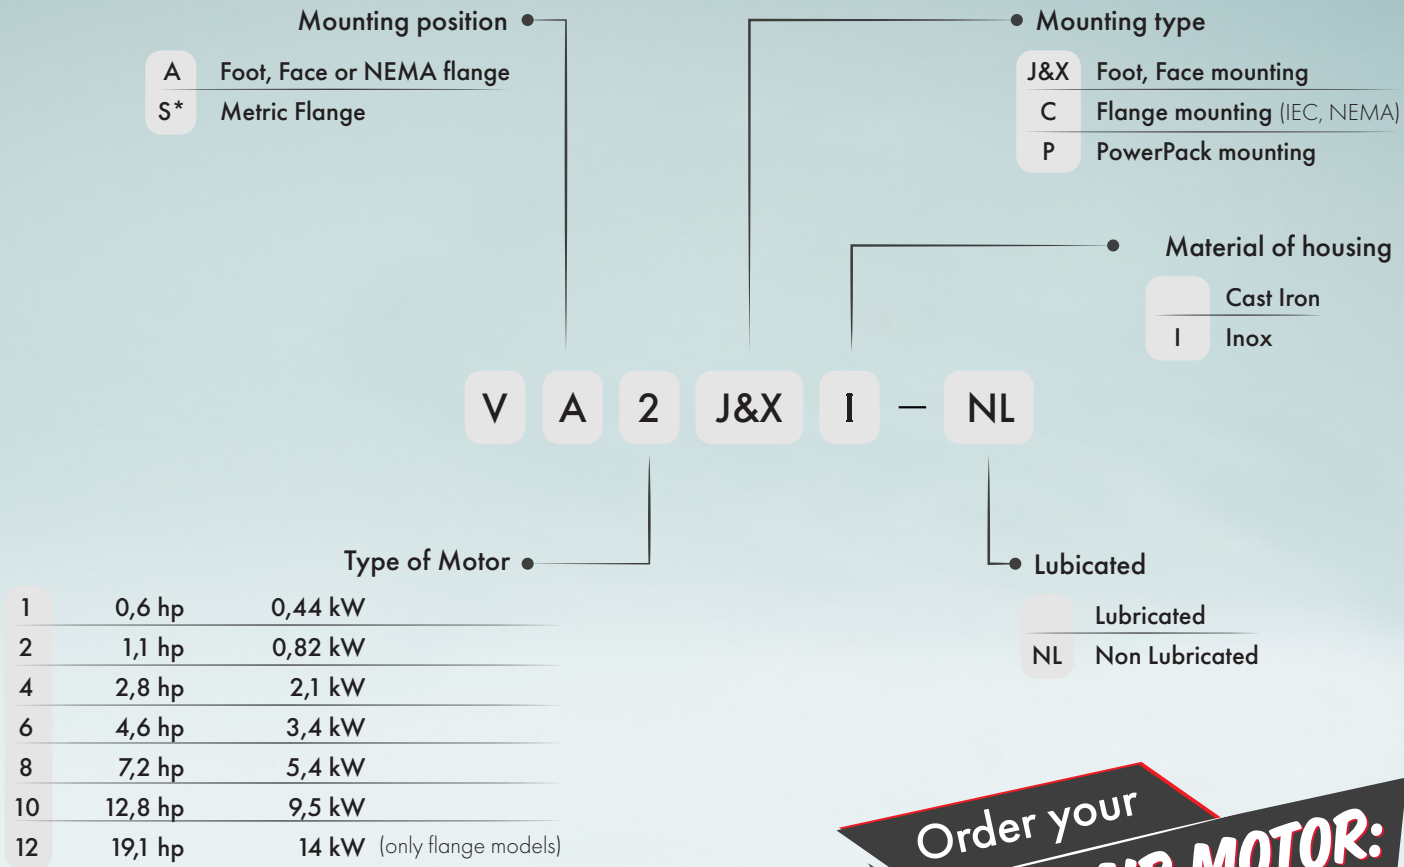 Mounting position
A Foot, Face or NEMA flange
S* Metric Flange
Mounting type
J&X Foot, Face mounting
C Flange mounting (IEC, NEMA)
P PowerPack mounting
Material of housing
Cast Iron
I Inox
V A 2 J&X I – NL
Type of Motor
1 0,6 hp 0,44 kW
2 1,1 hp 0,82 kW
4 2,8 hp 2,1 kW
6 4,6 hp 3,4 kW
8 7,2 hp 5,4 kW
10 12,8 hp 9,5 kW
12 19,1 hp 14 kW (only flange models)
Lubicated
Lubricated
NL Non Lubricated
Order your
MOTOR: